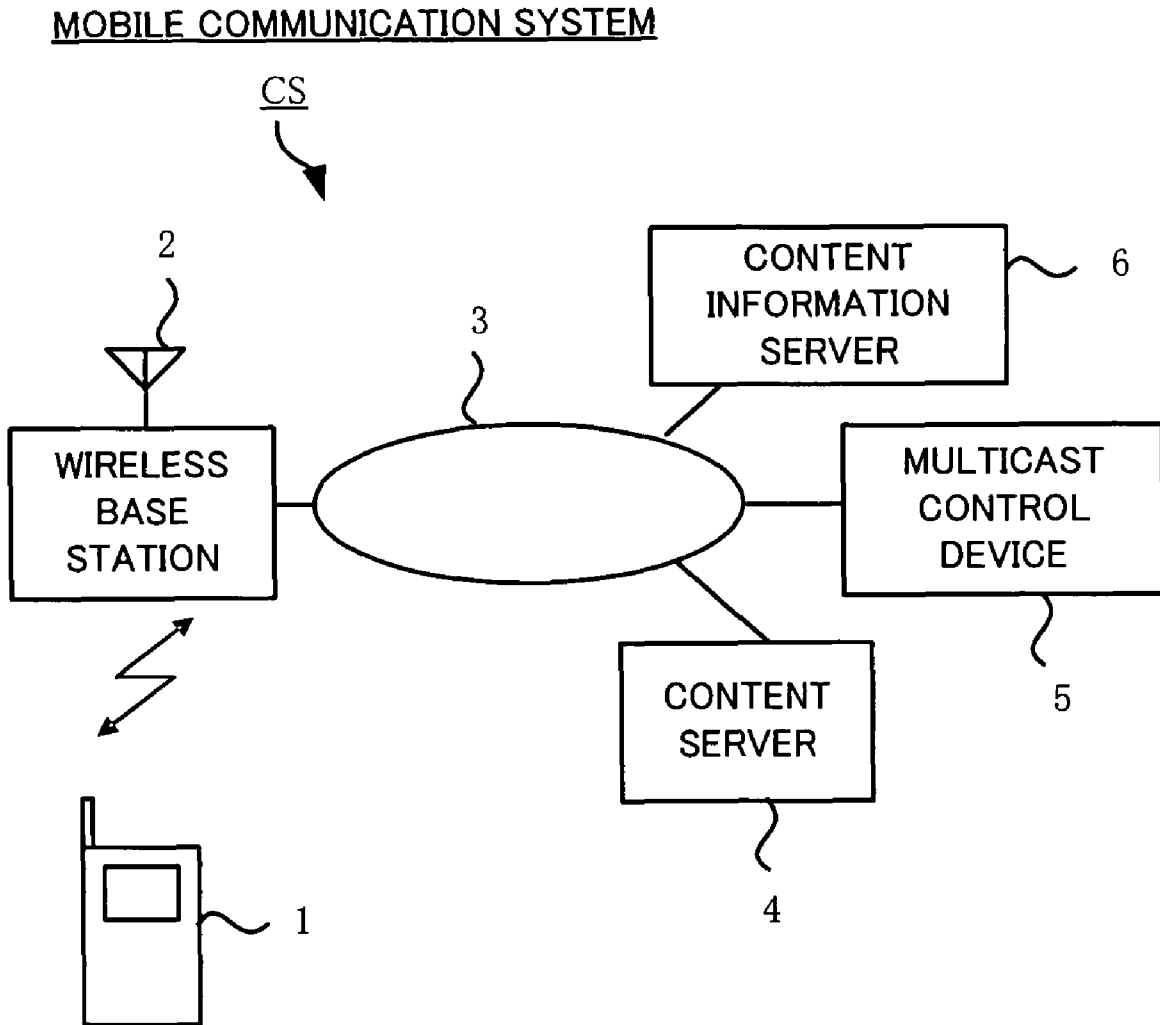 MOBILE COMMUNICATION SYSTEM
CS
2
3
CONTENT
INFORMATION
SERVER
6
WIRELESS
BASE
STATION
MULTICAST
CONTROL
DEVICE
5
CONTENT
SERVER
4
1